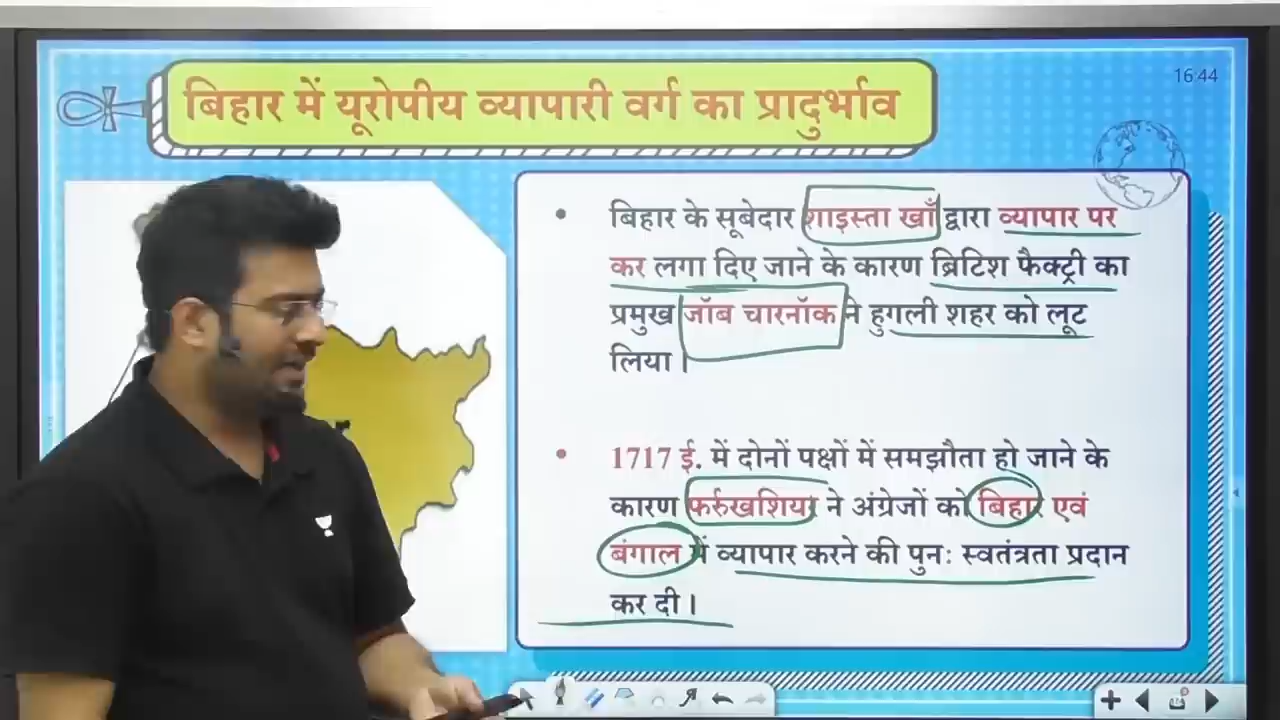 बिहार में यूरोपीय व्यापारी वर्ग का प्रादुर्भाव
16:44
• बिहार के सूबेदार शाइस्ता खाँ द्वारा व्यापार पर
कर लगा दिए जाने के कारण ब्रिटिश फैक्ट्री का
प्रमुख जॉब चारनॉक ने हुगली शहर को लूट
लिया।
• 1717 ई. में दोनों पक्षों में समझौता हो जाने के
कारण फर्रुखशियर ने अंग्रेजों को बिहार एवं
बंगाल में व्यापार करने की पुनः स्वतंत्रता प्रदान
कर दी।